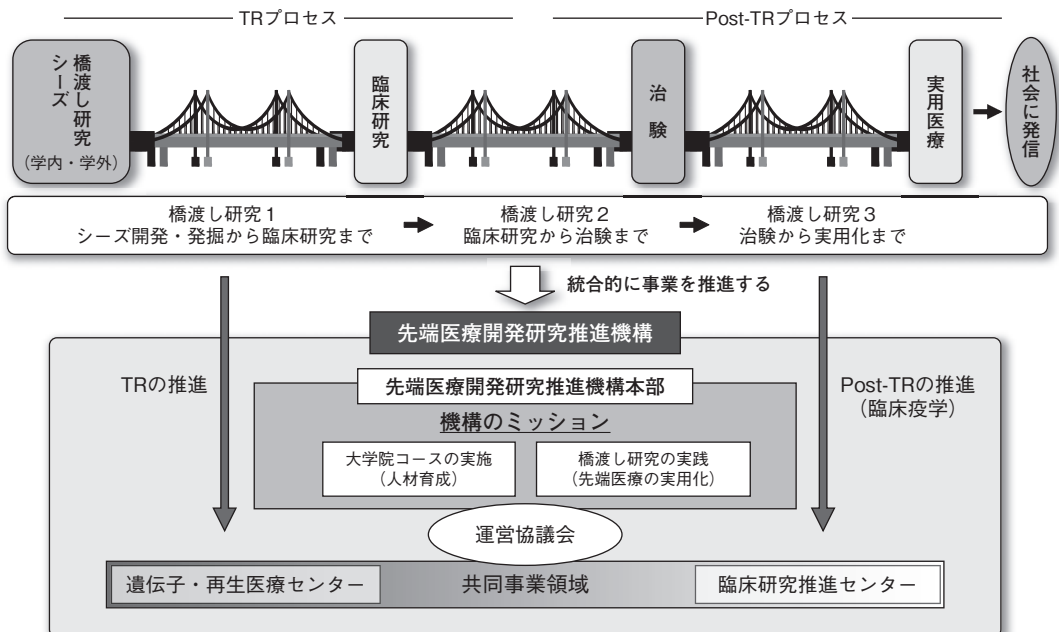 TRプロセス
Post-TRプロセス
橋渡し研究
シーズ
(学内・学外)
臨床研究
治験
実用医療
社会に発信
橋渡し研究1
シーズ開発・発掘から臨床研究まで
橋渡し研究2
臨床研究から治験まで
橋渡し研究3
治験から実用化まで
統合的に事業を推進する
先端医療開発研究推進機構
TRの推進
先端医療開発研究推進機構本部
機構のミッション
大学院コースの実施
(人材育成)
橋渡し研究の実践
(先端医療の実用化)
Post-TRの推進
(臨床疫学)
運営協議会
遺伝子・再生医療センター
共同事業領域
臨床研究推進センター